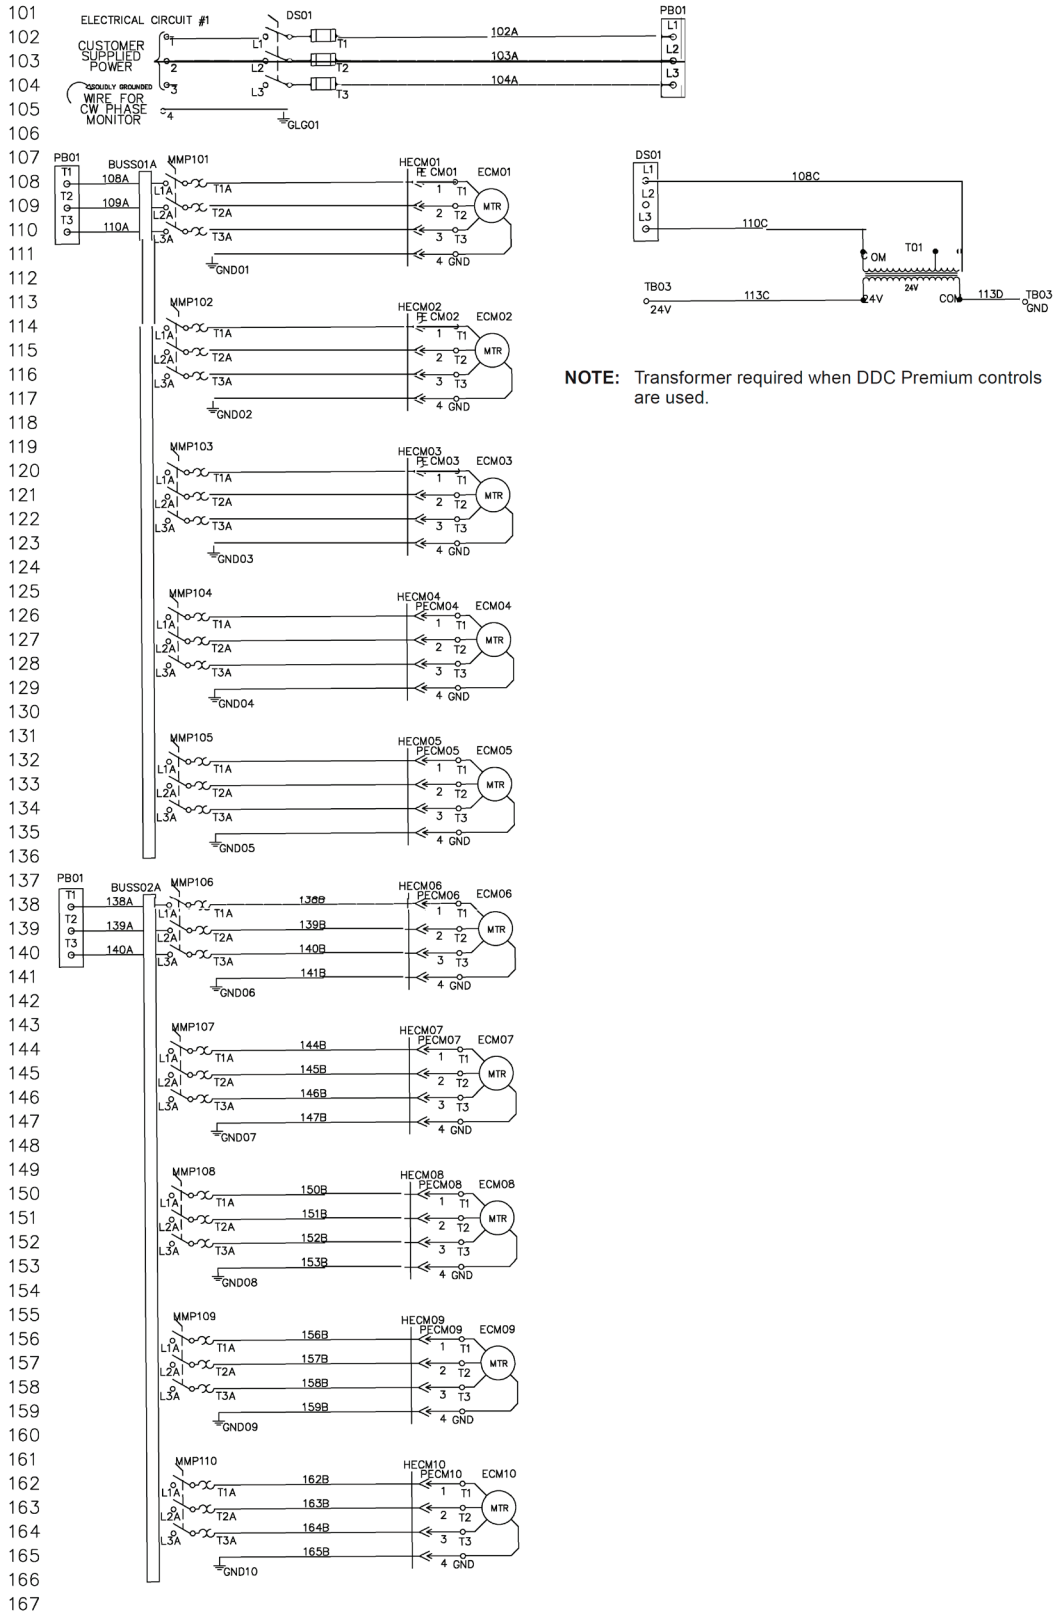 101
ELECTRICAL CIRCUIT #1 DS01 PB01
102 1 L1 T1 102A L1
CUSTOMER
SUPPLIED
POWER
103 2 L2 T2 103A L2
104 3 L3 T3 104A L3
SOLIDLY GROUNDED
WIRE FOR
CW PHASE
MONITOR
105 4 GLG01
106
107 PB01 BUSS01A MMP101 HECM01 PECM01 ECM01 DS01
108 T1 108A L1A T1A 1 T1 MTR L1 108C
109 T2 109A L2A T2A 2 T2 L2
110 T3 110A L3A T3A 3 T3 L3 110C
111 GND01 4 GND COM T01
112 24V
113 MMP102 HECM02 PECM02 ECM02 TB03 24V 113C 24V COM 113D TB03 GND
114 L1A T1A 1 T1 MTR
115 L2A T2A 2 T2
116 L3A T3A 3 T3
NOTE: Transformer required when DDC Premium controls
are used.
117 GND02 4 GND
118
119 MMP103 HECM03 PECM03 ECM03
120 L1A T1A 1 T1 MTR
121 L2A T2A 2 T2
122 L3A T3A 3 T3
123 GND03 4 GND
124
125 MMP104 HECM04 PECM04 ECM04
126 L1A T1A 1 T1 MTR
127 L2A T2A 2 T2
128 L3A T3A 3 T3
129 GND04 4 GND
130
131 MMP105 HECM05 PECM05 ECM05
132 L1A T1A 1 T1 MTR
133 L2A T2A 2 T2
134 L3A T3A 3 T3
135 GND05 4 GND
136
137 PB01 BUSS02A MMP106 HECM06 PECM06 ECM06
138 T1 138A L1A T1A 138B 1 T1 MTR
139 T2 139A L2A T2A 139B 2 T2
140 T3 140A L3A T3A 140B 3 T3
141 GND06 141B 4 GND
142
143 MMP107 HECM07 PECM07 ECM07
144 L1A T1A 144B 1 T1 MTR
145 L2A T2A 145B 2 T2
146 L3A T3A 146B 3 T3
147 GND07 147B 4 GND
148
149 MMP108 HECM08 PECM08 ECM08
150 L1A T1A 150B 1 T1 MTR
151 L2A T2A 151B 2 T2
152 L3A T3A 152B 3 T3
153 GND08 153B 4 GND
154
155 MMP109 HECM09 PECM09 ECM09
156 L1A T1A 156B 1 T1 MTR
157 L2A T2A 157B 2 T2
158 L3A T3A 158B 3 T3
159 GND09 159B 4 GND
160
161 MMP110 HECM10 PECM10 ECM10
162 L1A T1A 162B 1 T1 MTR
163 L2A T2A 163B 2 T2
164 L3A T3A 164B 3 T3
165 GND10 165B 4 GND
166
167